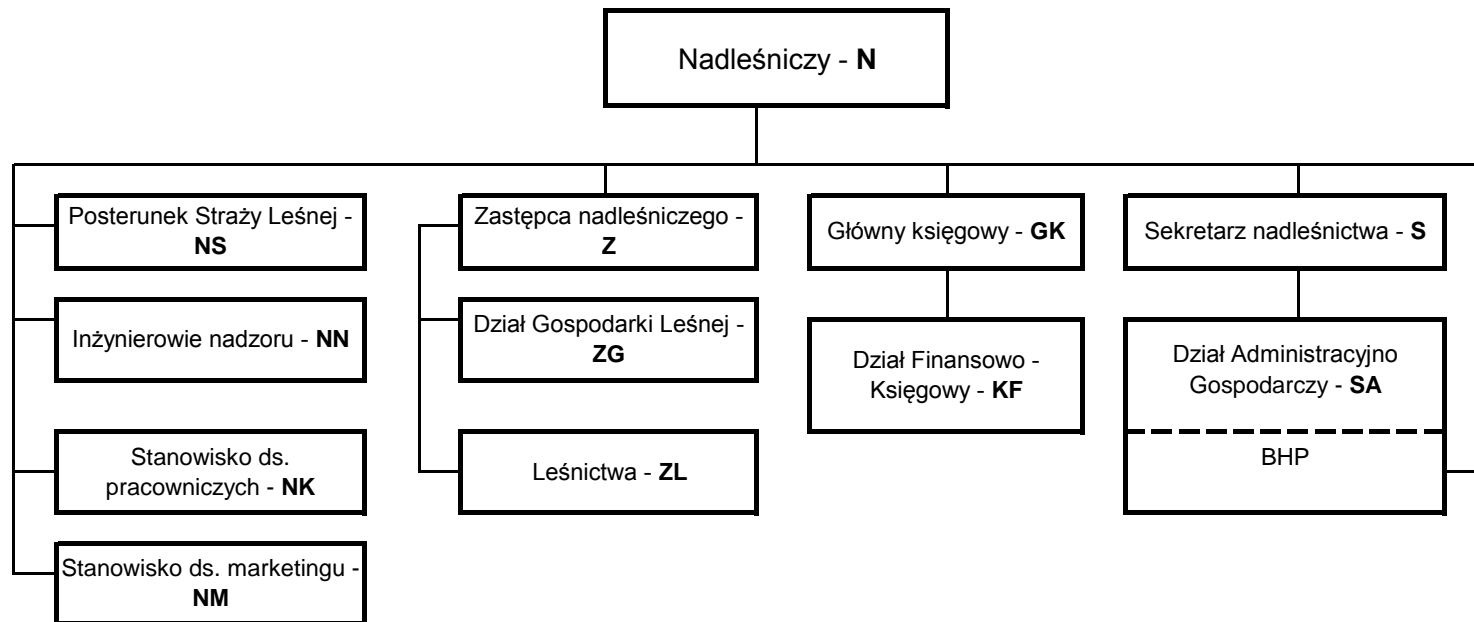 Nadleśniczy - N
Posterunek Straży Leśnej -
NS
Zastępca nadleśniczego -
Z
Główny księgowy - GK
Sekretarz nadleśnictwa - S
Inżynierowie nadzoru - NN
Dział Gospodarki Leśnej -
ZG
Dział Finansowo -
Księgowy - KF
Dział Administracyjno
Gospodarczy - SA
BHP
Stanowisko ds.
pracowniczych - NK
Leśnictwa - ZL
Stanowisko ds. marketingu -
NM